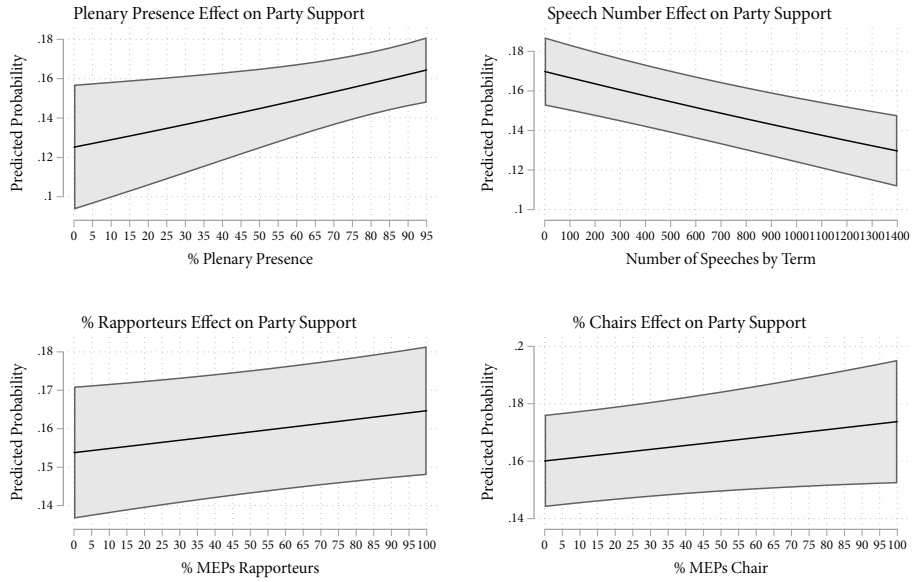 Plenary Presence Effect on Party Support
Predicted Probability
.18
.16
.14
.12
.1
0 5 10 15 20 25 30 35 40 45 50 55 60 65 70 75 80 85 90 95
% Plenary Presence
Speech Number Effect on Party Support
Predicted Probability
.18
.16
.14
.12
.1
0 100 200 300 400 500 600 700 800 900 1000 1100 1200 1300 1400
Number of Speeches by Term
% Rapporteurs Effect on Party Support
Predicted Probability
.18
.17
.16
.15
.14
0 5 10 15 20 25 30 35 40 45 50 55 60 65 70 75 80 85 90 95 100
% MEPs Rapporteurs
% Chairs Effect on Party Support
Predicted Probability
.2
.18
.16
.14
0 5 10 15 20 25 30 35 40 45 50 55 60 65 70 75 80 85 90 95 100
% MEPs Chair